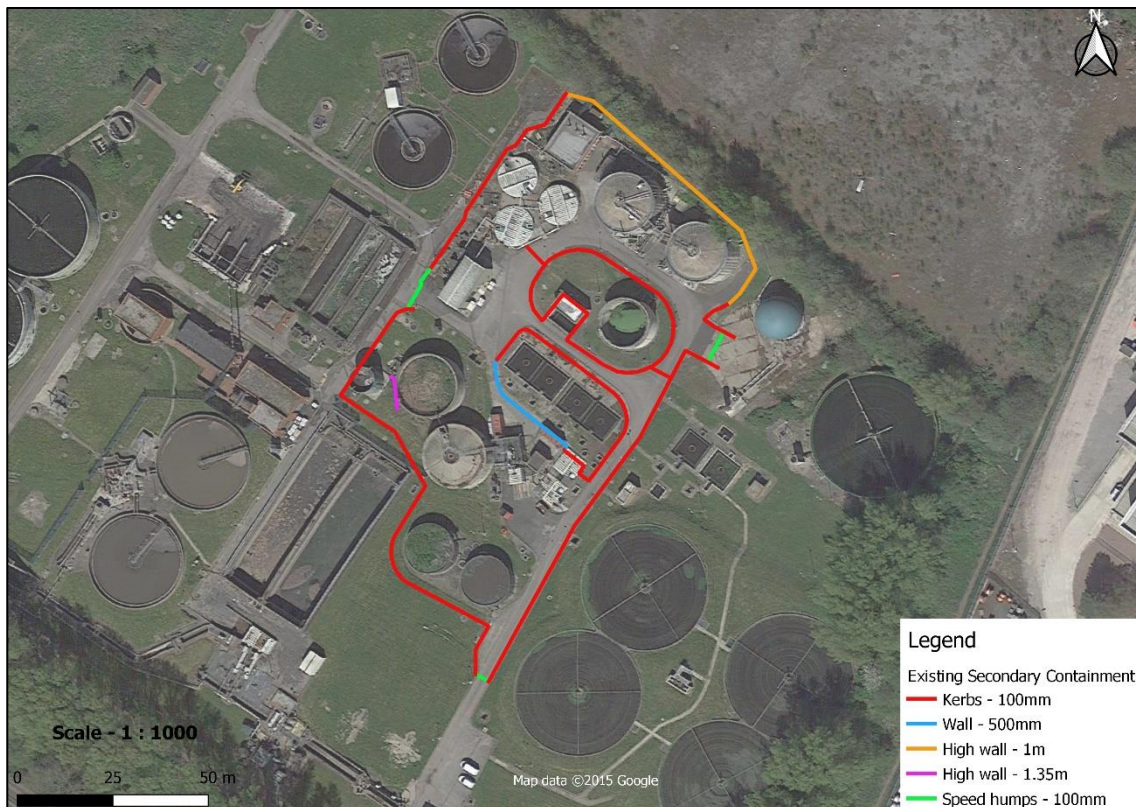 N
Legend
Existing Secondary Containment
Kerbs - 100mm
Wall - 500mm
High wall - 1m
High wall - 1.35m
Speed humps - 100mm
Scale - 1 : 1000
0 25 50 m
Map data ©2015 Google